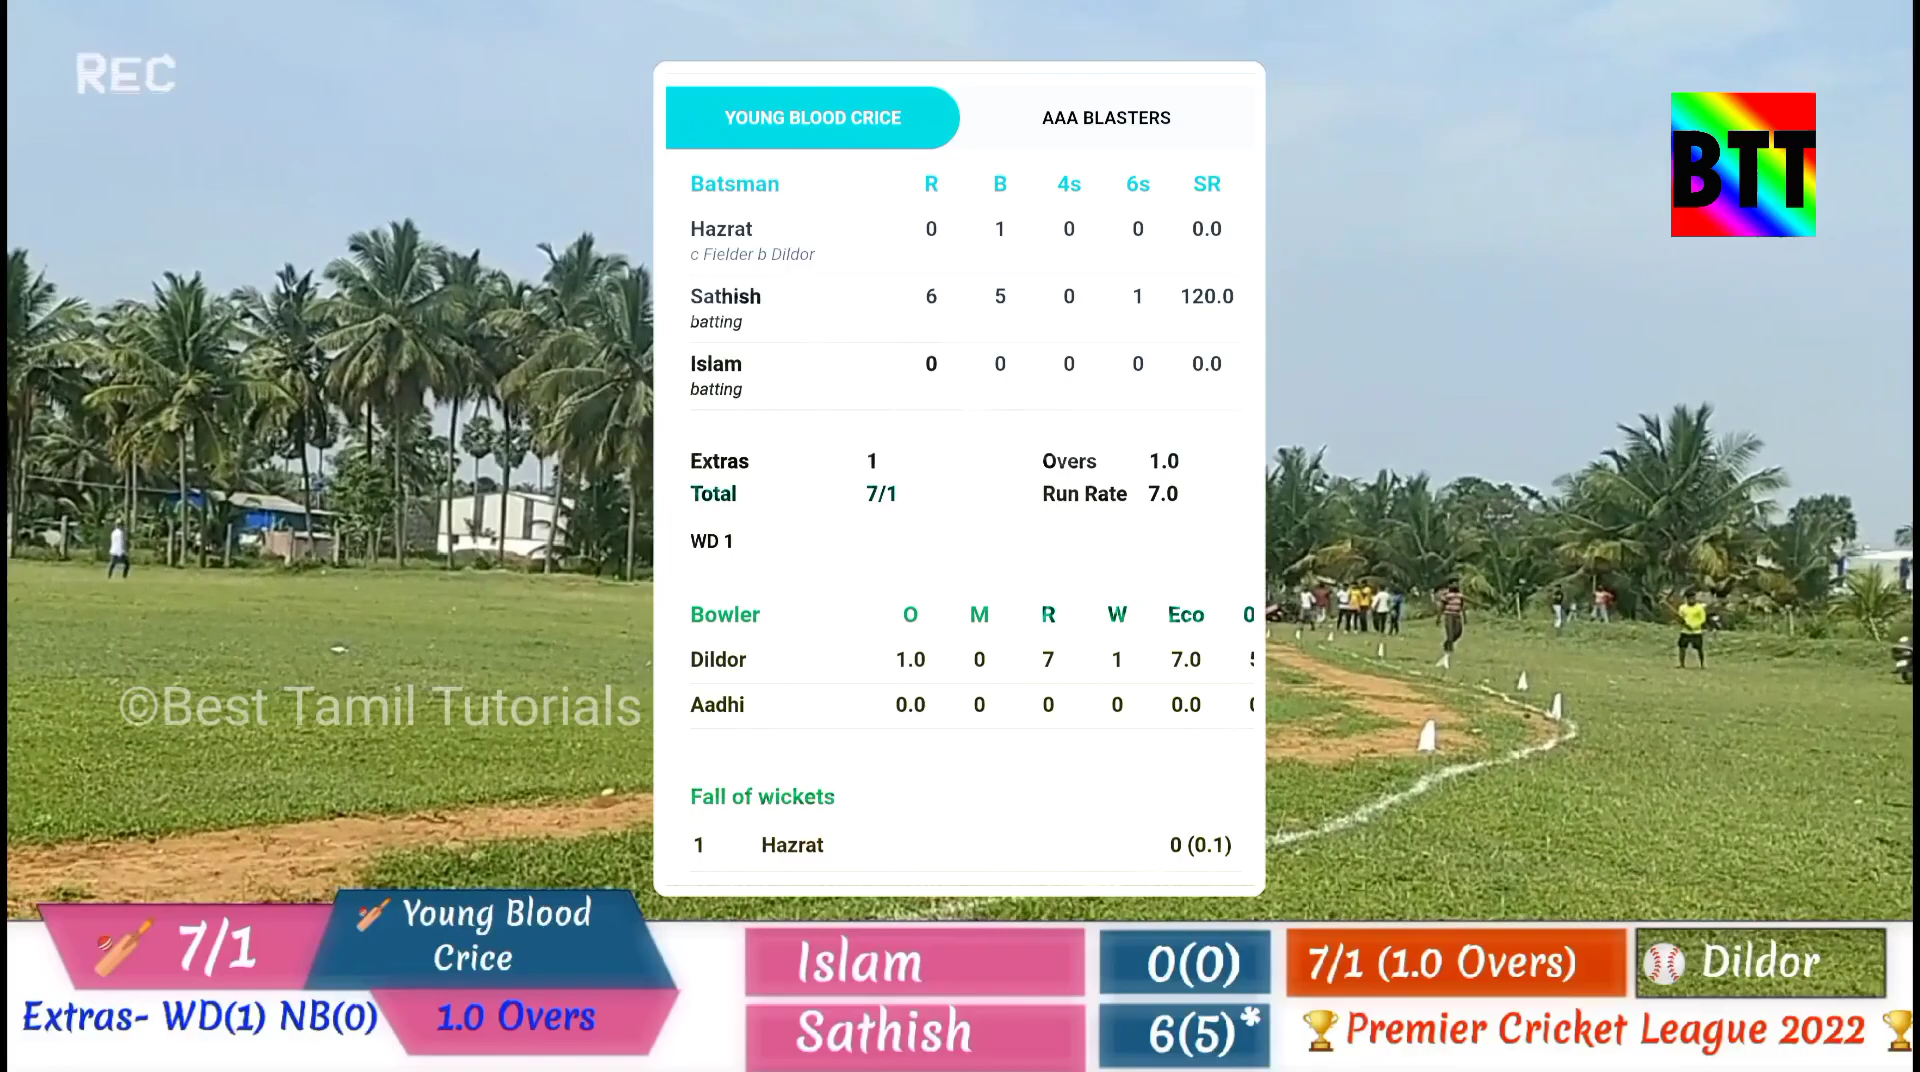 REC
BTT
YOUNG BLOOD CRICE AAA BLASTERS
Batsman R B 4s 6s SR
Hazrat 0 1 0 0 0.0
c Fielder b Dildor
Sathish 6 5 0 1 120.0
batting
Islam 0 0 0 0 0.0
batting
Extras 1 Overs 1.0
Total 7/1 Run Rate 7.0
WD 1
Bowler O M R W Eco
Dildor 1.0 0 7 1 7.0
Aadhi 0.0 0 0 0 0.0
Fall of wickets
1 Hazrat 0 (0.1)
©Best Tamil Tutorials
7/1 Young Blood
Crice
Extras- WD(1) NB(0) 1.0 Overs
Islam 0(0)
Sathish 6(5)*
7/1 (1.0 Overs) Dildor
Premier Cricket League 2022